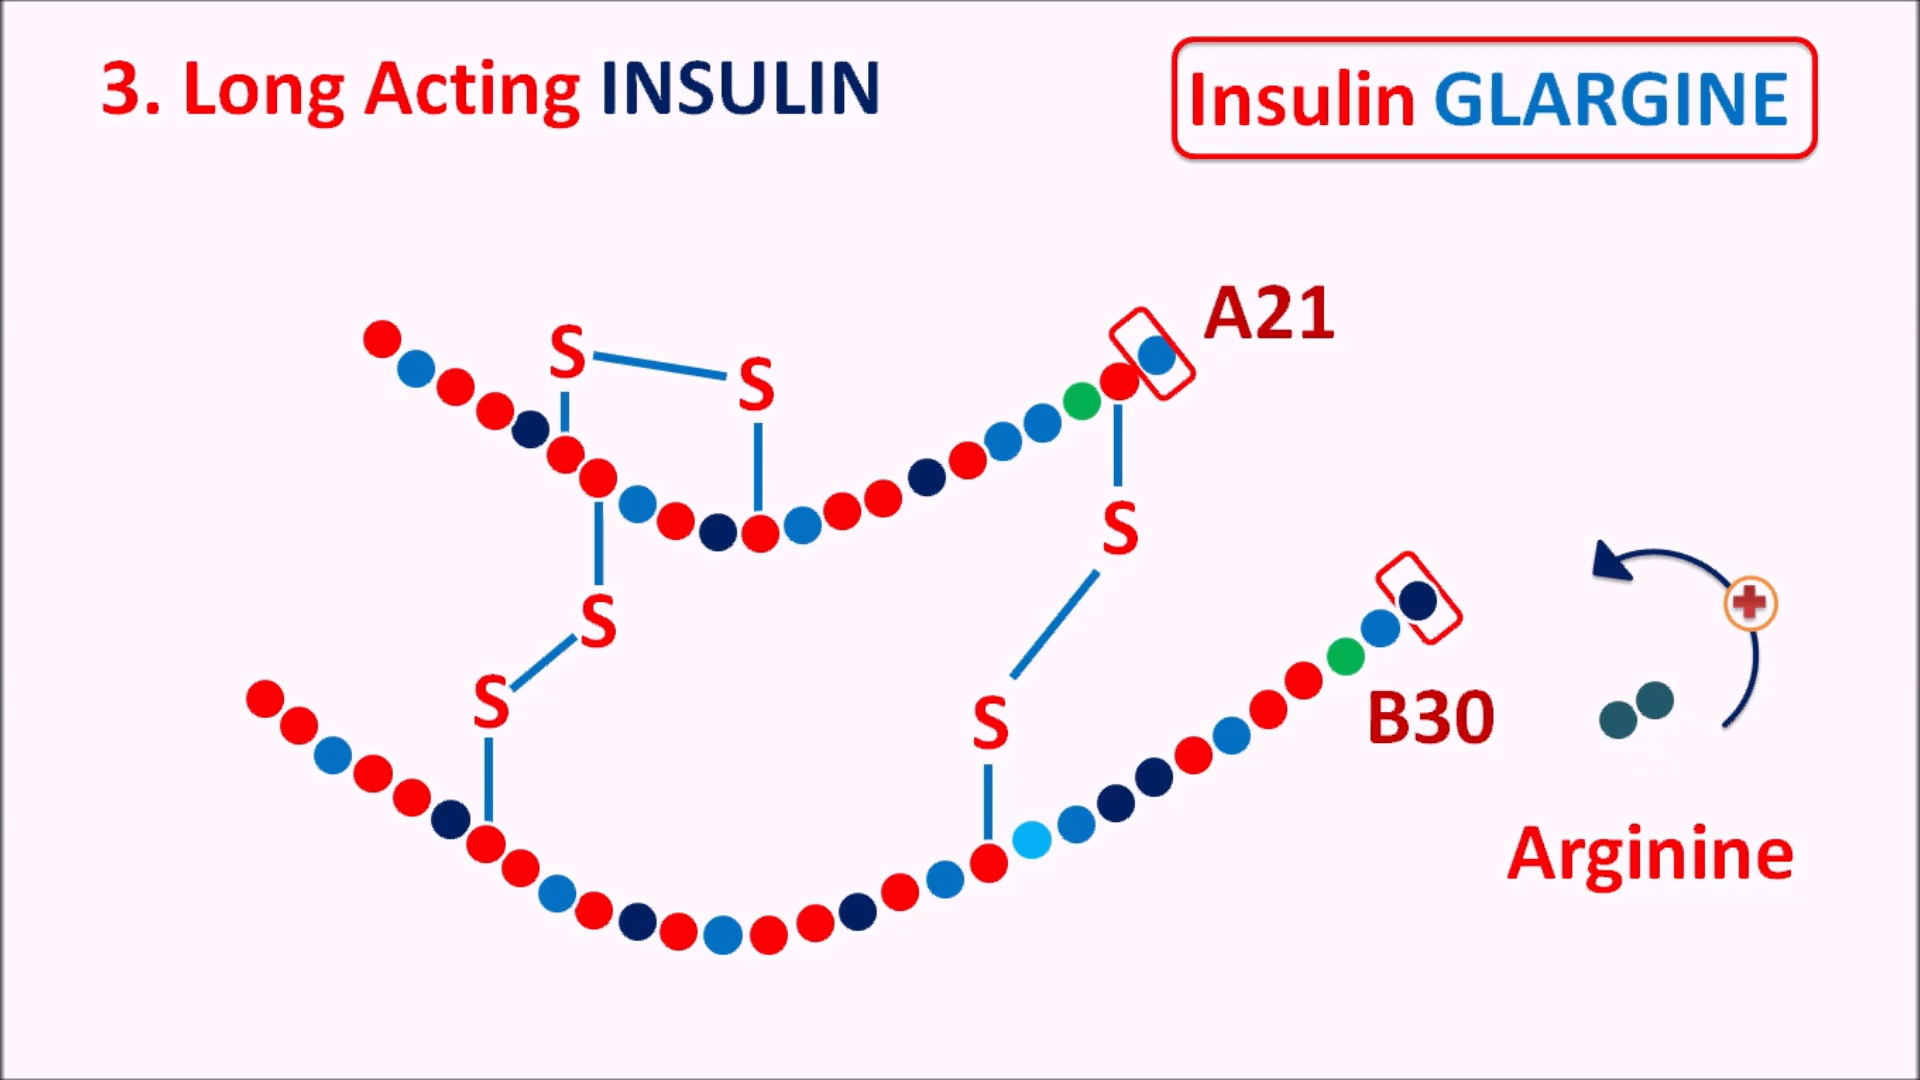 3. Long Acting INSULIN
Insulin GLARGINE
A21
S
S
S
S
S
S
B30
Arginine